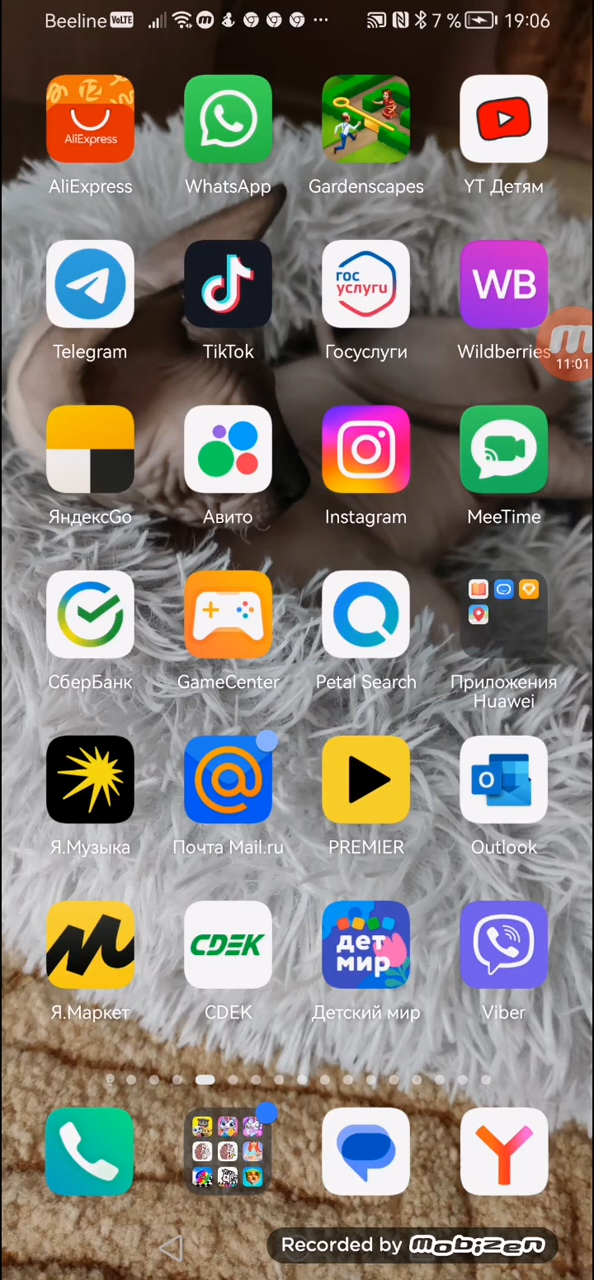 Beeline VoLTE 7 % 19:06
AliExpress
AliExpress WhatsApp Gardenscapes YT Детям
гос
услуги
WB
Telegram TikTok Госуслуги Wildberries
11:01
ЯндексGo Авито Instagram MeeTime
СберБанк GameCenter Petal Search Приложения
Huawei
Я.Музыка Почта Mail.ru PREMIER Outlook
CDEK
дет
мир
Я.Маркет CDEK Детский мир Viber
Recorded by mobizen